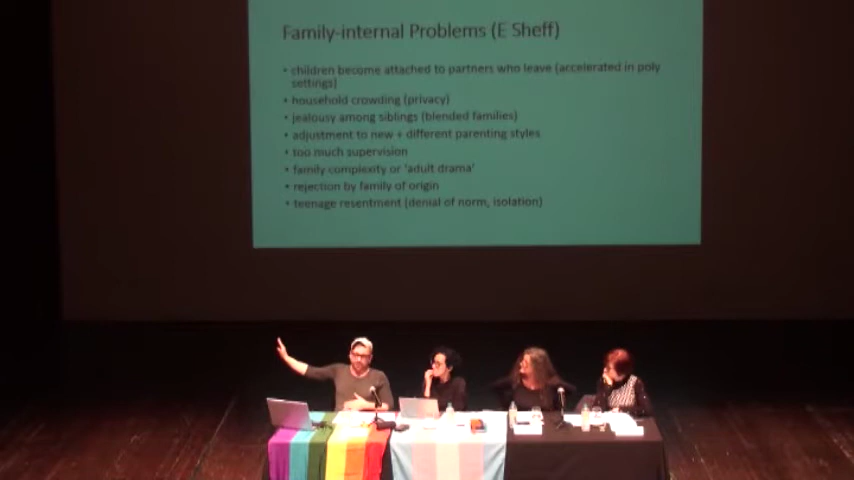 Family-internal Problems (E Sheff)
• children become attached to partners who leave (accelerated in poly
settings)
• household crowding (privacy)
• jealousy among siblings (blended families)
• adjustment to new + different parenting styles
• too much supervision
• family complexity or 'adult drama'
• rejection by family of origin
• teenage resentment (denial of norm, isolation)